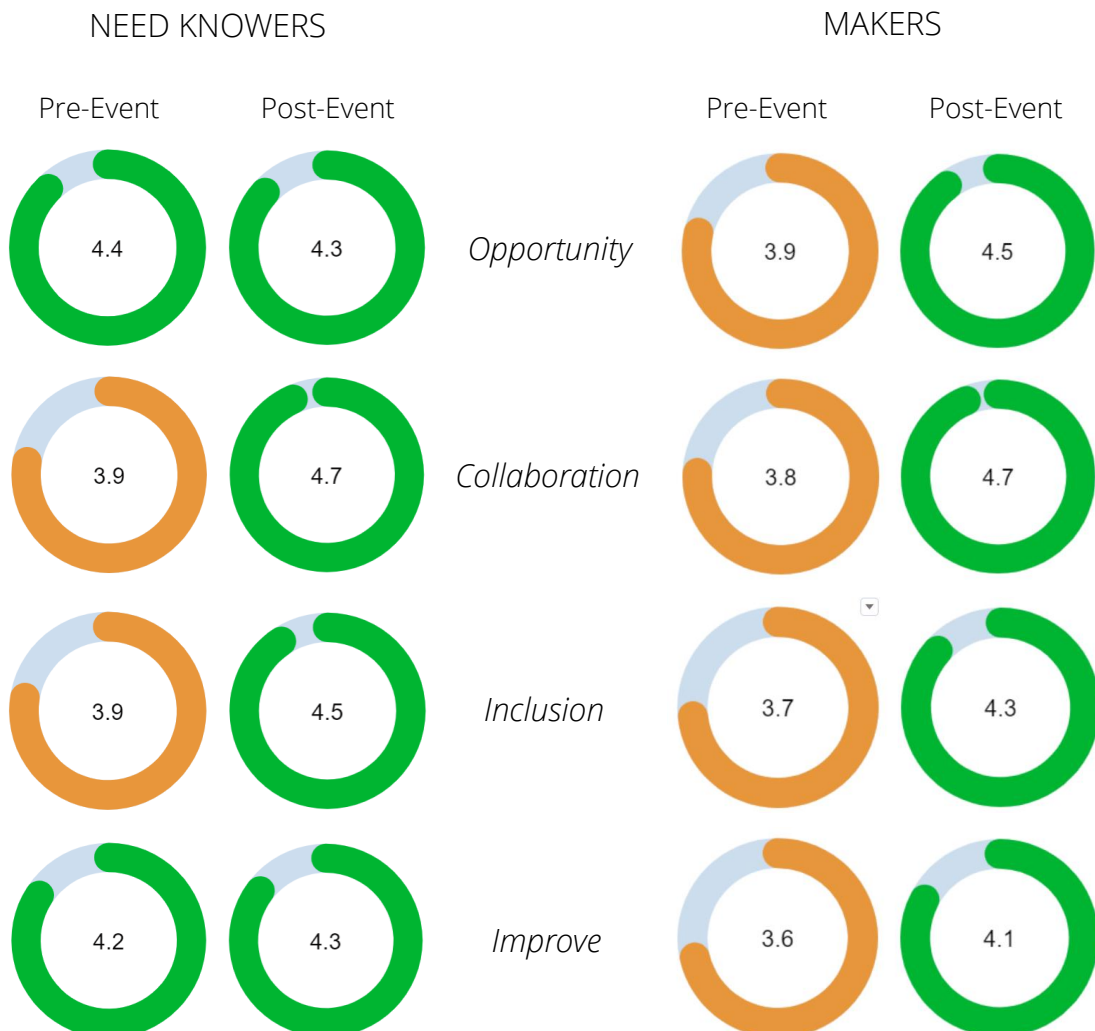 NEED KNOWERS MAKERS
Pre-Event Post-Event Pre-Event Post-Event
4.4 4.3 Opportunity 3.9 4.5
3.9 4.7 Collaboration 3.8 4.7
3.9 4.5 Inclusion 3.7 4.3
4.2 4.3 Improve 3.6 4.1